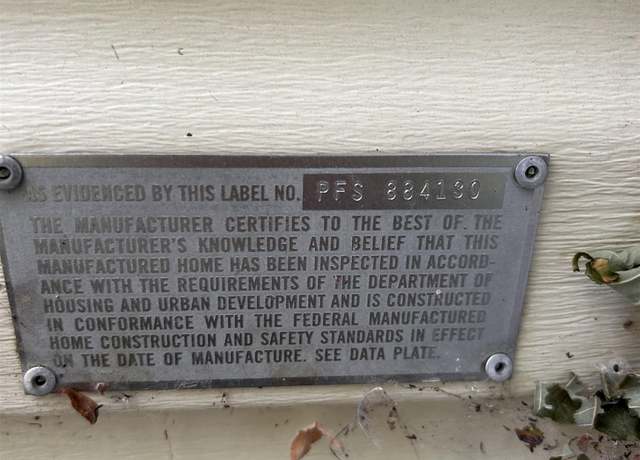 AS EVIDENCED BY THIS LABEL NO. PFS 884130
THE MANUFACTURER CERTIFIES TO THE BEST OF THE
MANUFACTURER'S KNOWLEDGE AND BELIEF THAT THIS
MANUFACTURED HOME HAS BEEN INSPECTED IN ACCORD-
ANCE WITH THE REQUIREMENTS OF THE DEPARTMENT OF
HOUSING AND URBAN DEVELOPMENT AND IS CONSTRUCTED
IN CONFORMANCE WITH THE FEDERAL MANUFACTURED
HOME CONSTRUCTION AND SAFETY STANDARDS IN EFFECT
ON THE DATE OF MANUFACTURE. SEE DATA PLATE.